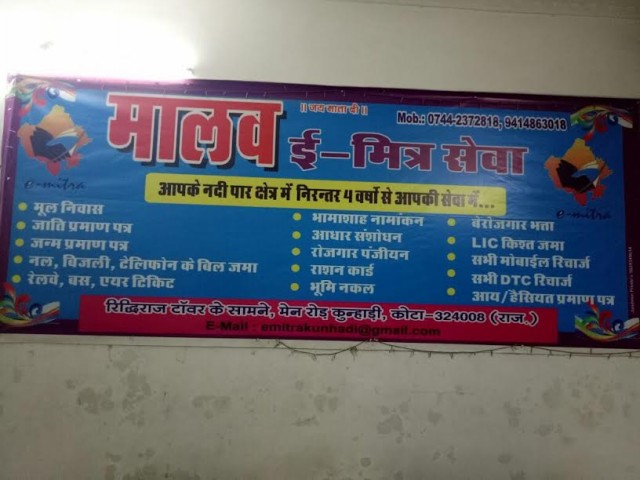 ॥ जय माता दी ॥
Mob.: 0744-2372818, 9414863018
मालव ई-मित्र सेवा
e-mitra
e-mitra
आपके नदी पार क्षेत्र में निरन्तर 4 वर्षो से आपकी सेवा में...
मूल निवास
जाति प्रमाण पत्र
जन्म प्रमाण पत्र
नल, बिजली, टेलिफोन के बिल जमा
रेलवे, बस, एयर टिकिट
भामाशाह नामांकन
आधार संशोधन
रोजगार पंजीयन
राशन कार्ड
भूमि नकल
बेरोजगार भत्ता
LIC किश्त जमा
सभी मोबाईल रिचार्ज
सभी DTC रिचार्ज
आय / हेसियत प्रमाण पत्र
रिद्धिराज टॉवर के सामने, मेन रोड़ कुन्हाड़ी, कोटा-324008 (राज.)
E-Mail : emitrakunhadi@gmail.com